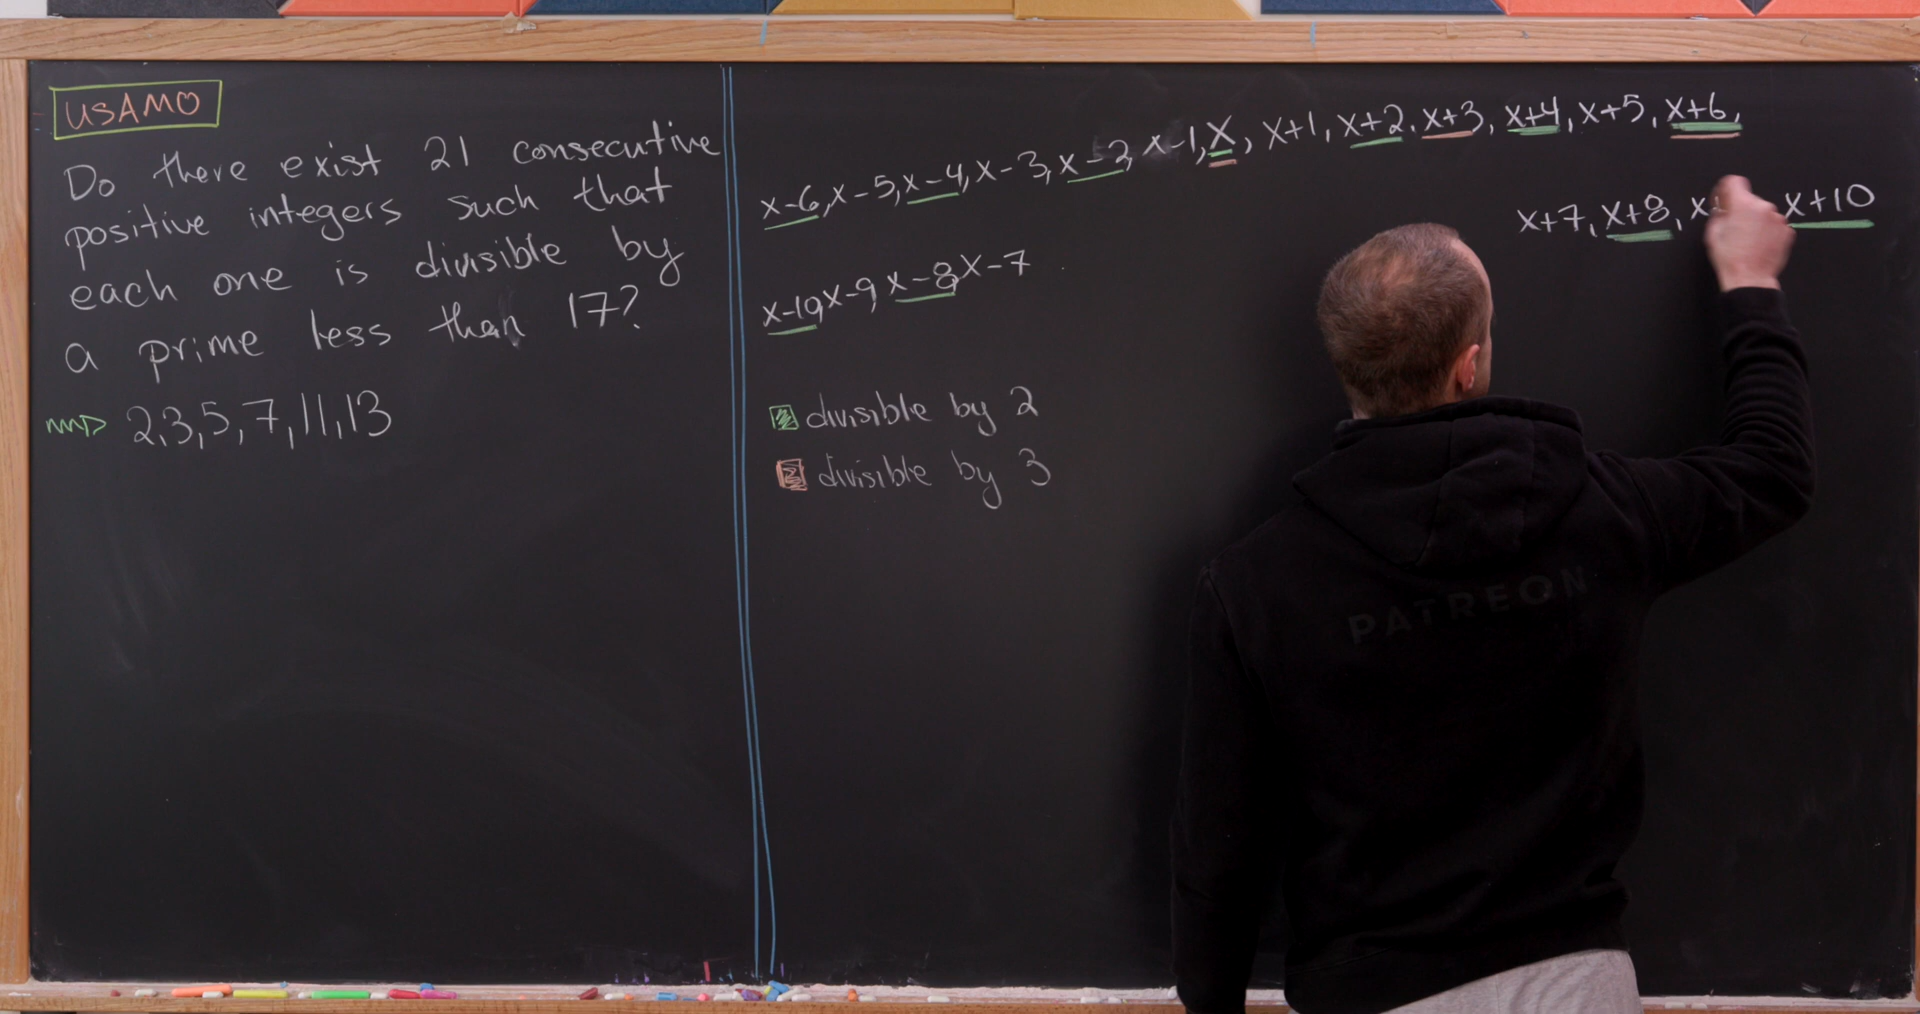 USAMO
Do there exist 21 consecutive
positive integers such that
each one is divisible by
a prime less than 17?
2,3,5,7,11,13
x-6,x-5,x-4,x-3,x-2,x-1,x,x+1,x+2,x+3,x+4,x+5,x+6,
x+7,x+8, x+10
x-10,x-9,x-8,x-7
divisible by 2
divisible by 3
PATREON